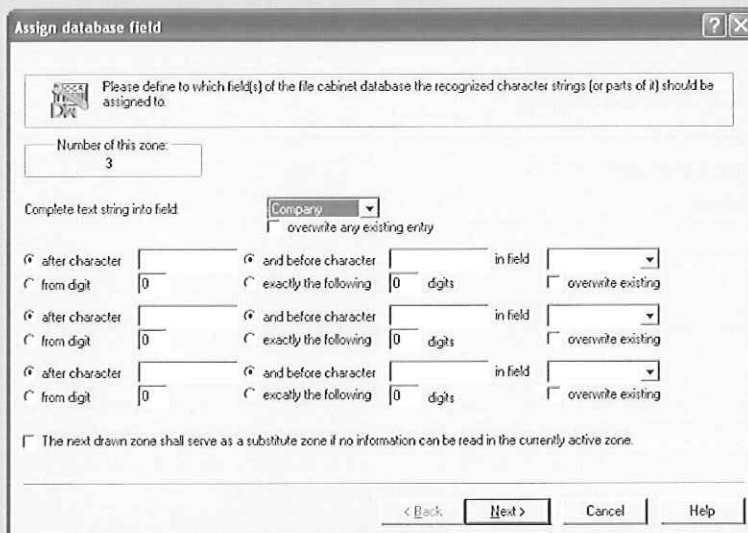 Assign database field
Please define to which field(s) of the file cabinet database the recognized character strings (or parts of it) should be
assigned to.
DW
Number of this zone:
3
Complete text string into field:
Company
overwrite any existing entry
after character and before character in field
from digit 0 exactly the following 0 digits overwrite existing
after character and before character in field
from digit 0 exactly the following 0 digits overwrite existing
after character and before character in field
from digit 0 excatly the following 0 digits overwrite existing
The next drawn zone shall serve as a substitute zone if no information can be read in the currently active zone.
< Back Next > Cancel Help